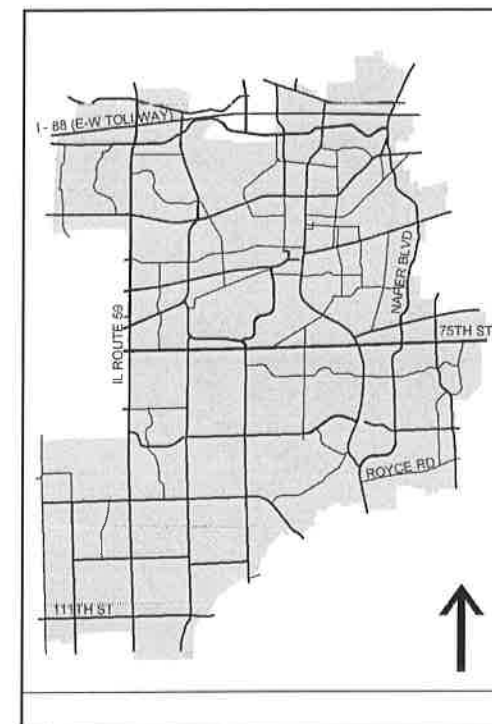 I - 88 (E-W TOLLWAY)
NAPER BLVD
IL ROUTE 59
75TH ST
ROYCE RD
111TH ST